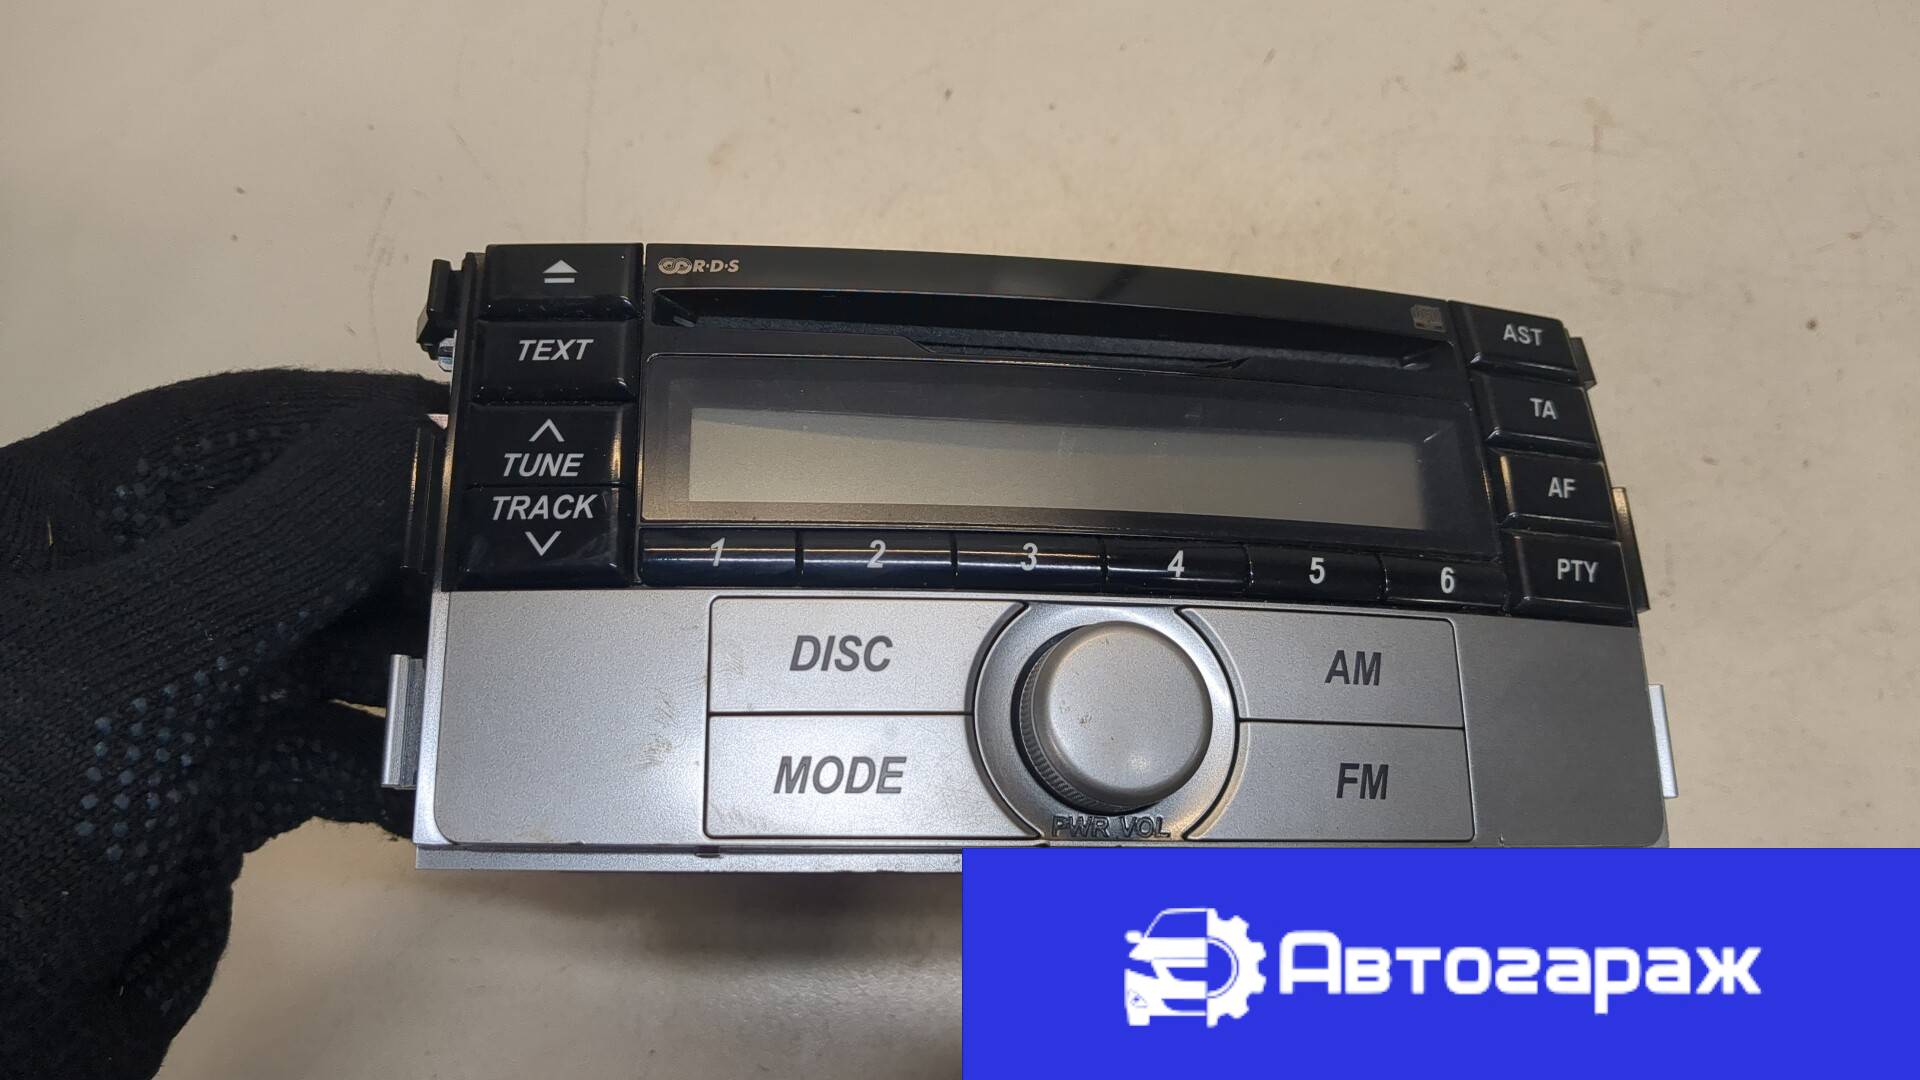 R·D·S
AST
TEXT
TA
TUNE
AF
TRACK
PTY
1 2 3 4 5 6
DISC
AM
MODE
FM
PWR VOL
Автогараж